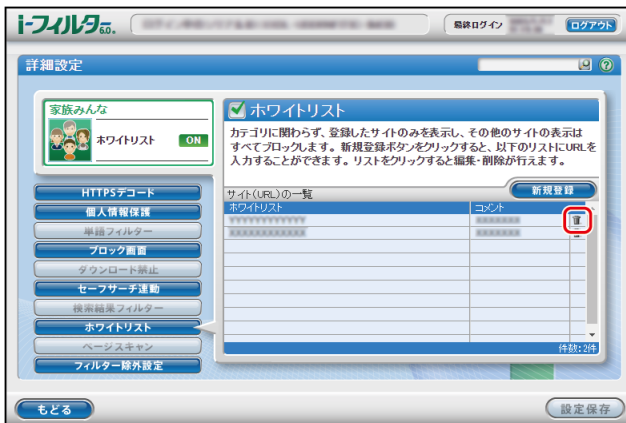 i-フィルター6.0.
最終ログイン
ログアウト
詳細設定
家族みんな
ホワイトリスト ON
HTTPSデコード
個人情報保護
単語フィルター
ブロック画面
ダウンロード禁止
セーフサーチ連動
検索結果フィルター
ホワイトリスト
ページスキャン
フィルター除外設定
ホワイトリスト
カテゴリに関わらず、登録したサイトのみを表示し、その他のサイトの表示は
すべてブロックします。新規登録ボタンをクリックすると、以下のリストにURLを
入力することができます。リストをクリックすると編集・削除が行えます。
新規登録
サイト(URL)の一覧
ホワイトリスト コメント
件数:2件
もどる
設定保存